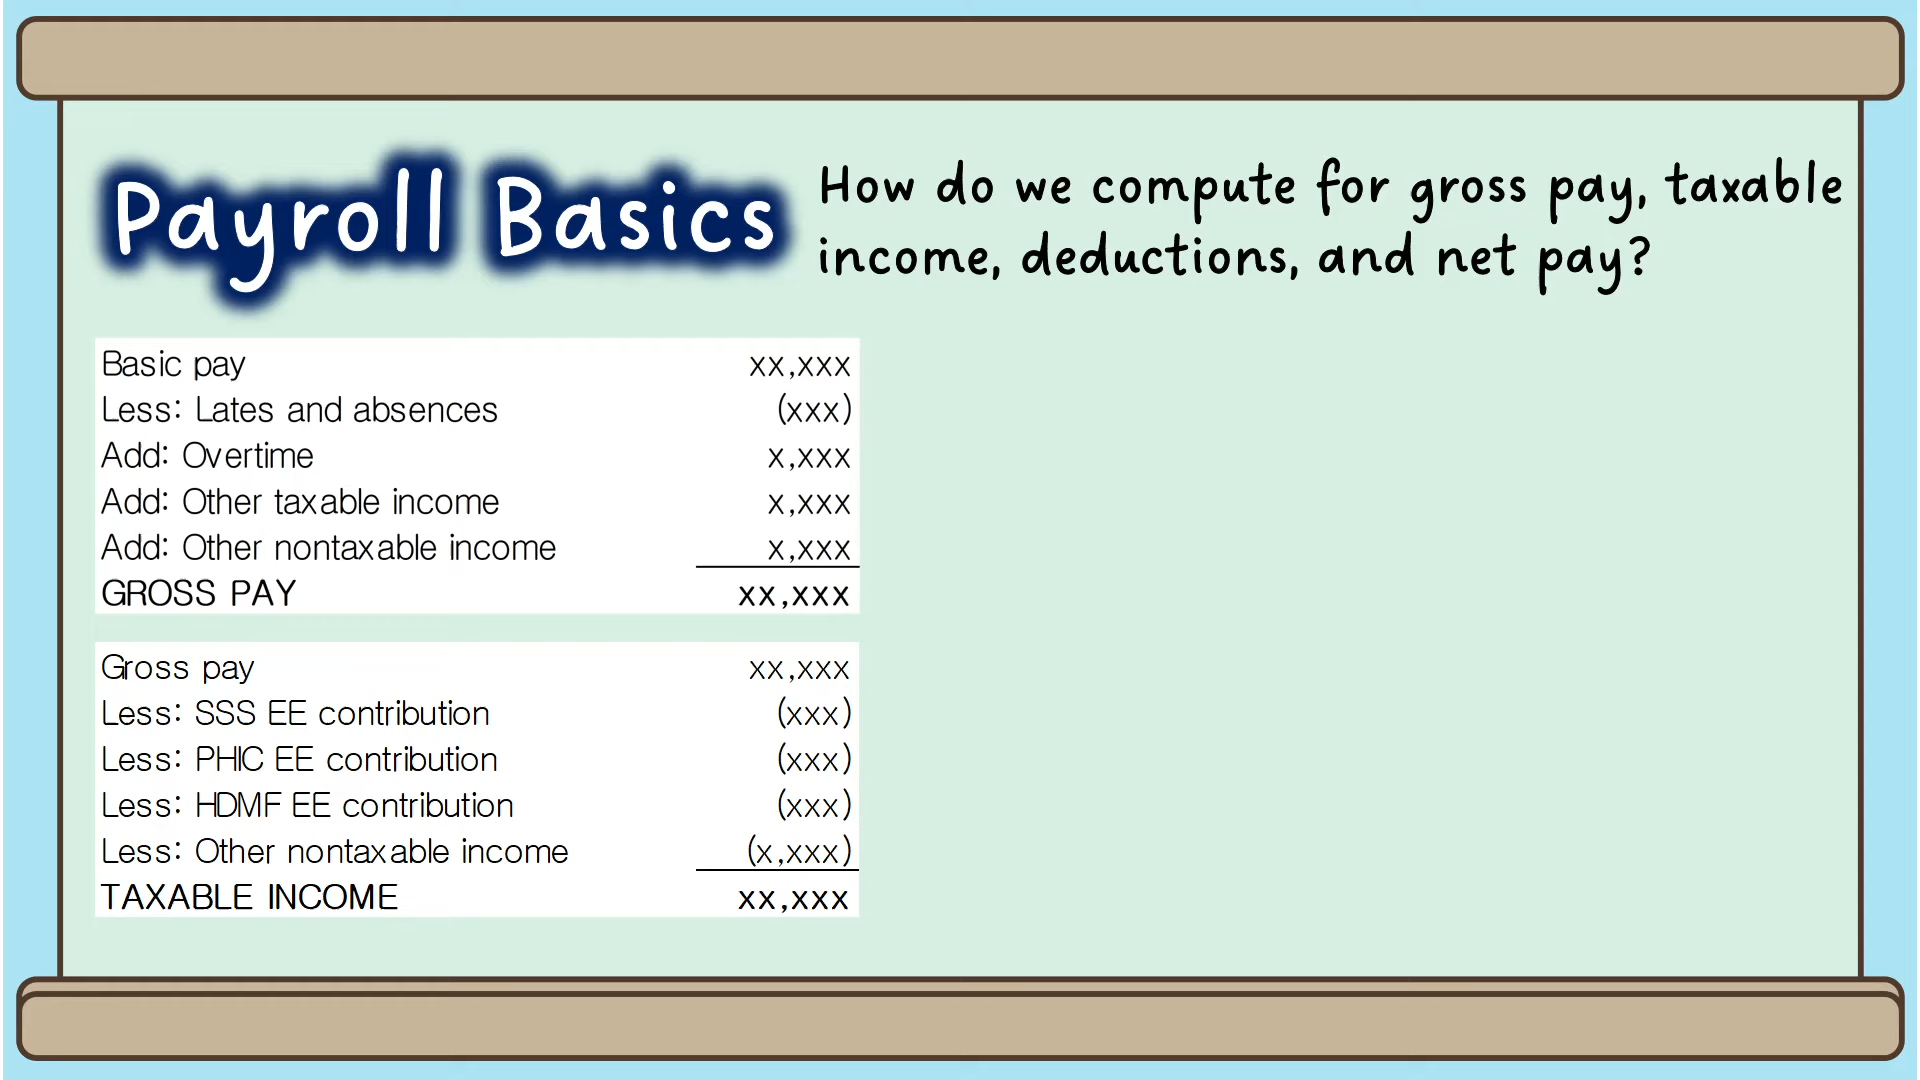 Payroll Basics
How do we compute for gross pay, taxable
income, deductions, and net pay?
Basic pay xx,xxx
Less: Lates and absences (xxx)
Add: Overtime x,xxx
Add: Other taxable income x,xxx
Add: Other nontaxable income x,xxx
GROSS PAY xx,xxx
Gross pay xx,xxx
Less: SSS EE contribution (xxx)
Less: PHIC EE contribution (xxx)
Less: HDMF EE contribution (xxx)
Less: Other nontaxable income (x,xxx)
TAXABLE INCOME xx,xxx